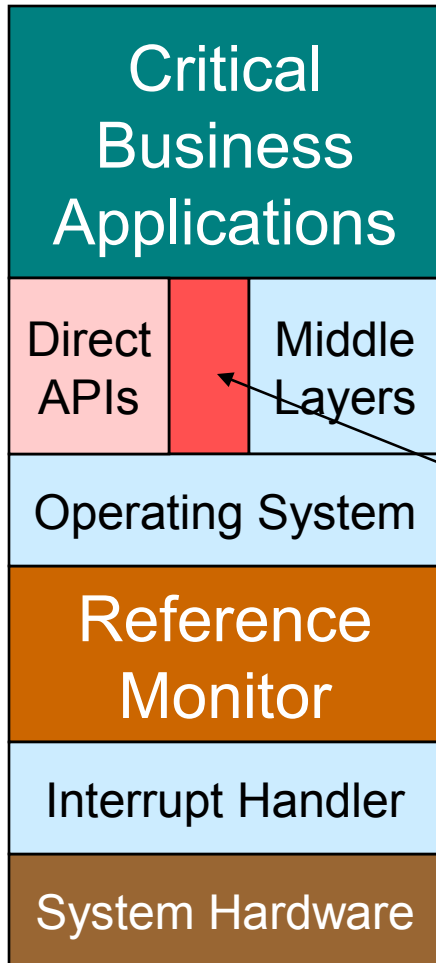 Critical
Business
Applications
Direct
APIs
Middle
Layers
Operating System
Reference
Monitor
Interrupt Handler
System Hardware